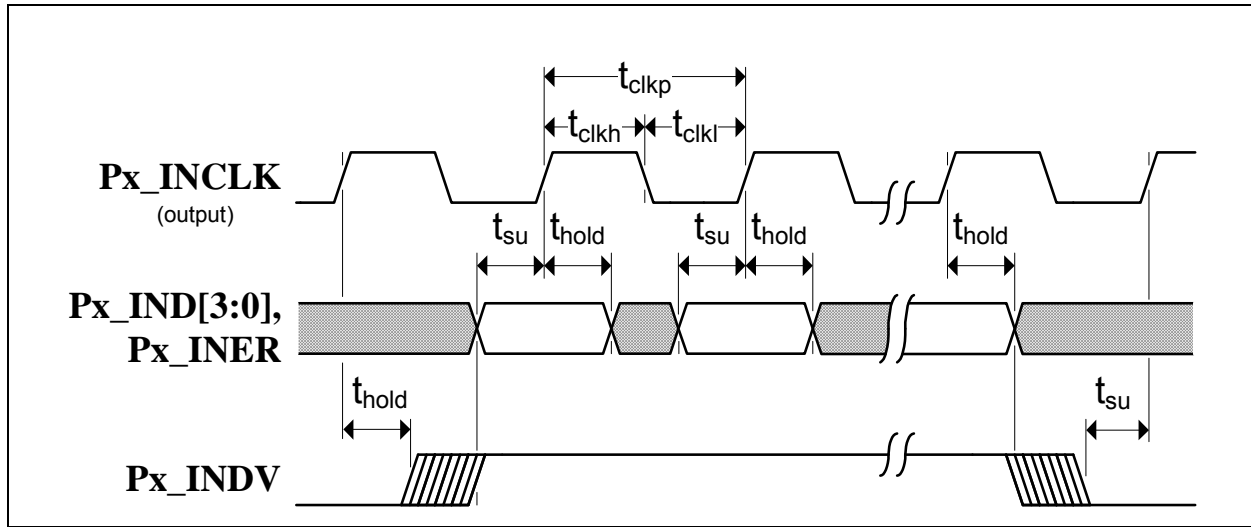 tclkp
tclkh tclkl
Px_INCLK
(output)
tsu thold tsu thold thold
Px_IND[3:0],
Px_INER
thold tsu
Px_INDV